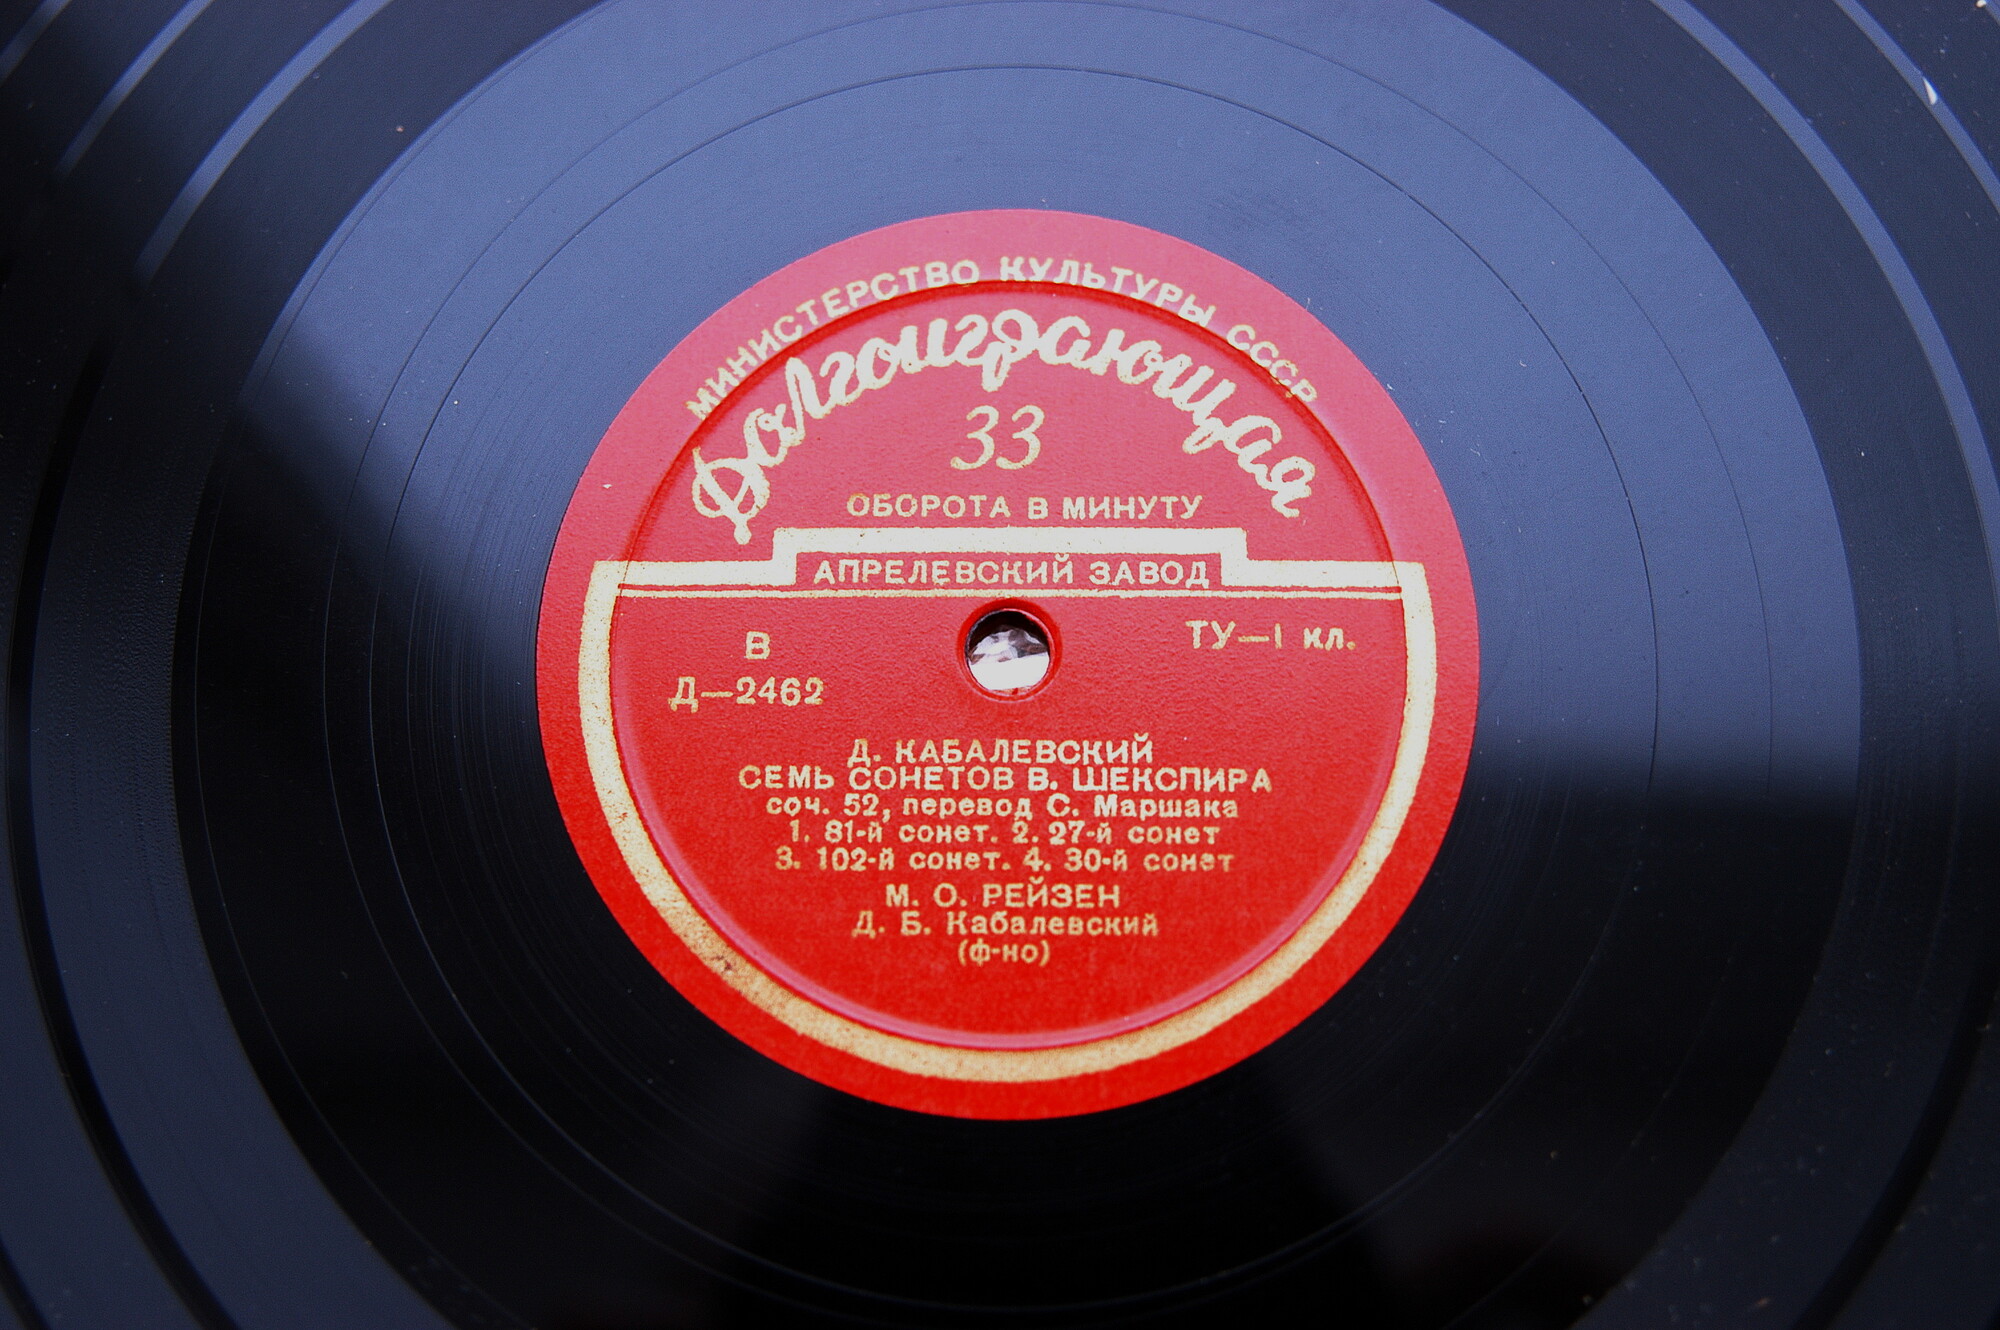 МИНИСТЕРСТВО КУЛЬТУРЫ СССР
Долгоиграющая
33
ОБОРОТА В МИНУТУ
АПРЕЛЕВСКИЙ ЗАВОД
В
ТУ—I кл.
Д—2462
Д. КАБАЛЕВСКИЙ
СЕМЬ СОНЕТОВ В. ШЕКСПИРА
соч. 52, перевод С. Маршака
1. 81-й сонет. 2. 27-й сонет
3. 102-й сонет. 4. 30-й сонет
М. О. РЕЙЗЕН
Д. Б. Кабалевский
(ф-но)